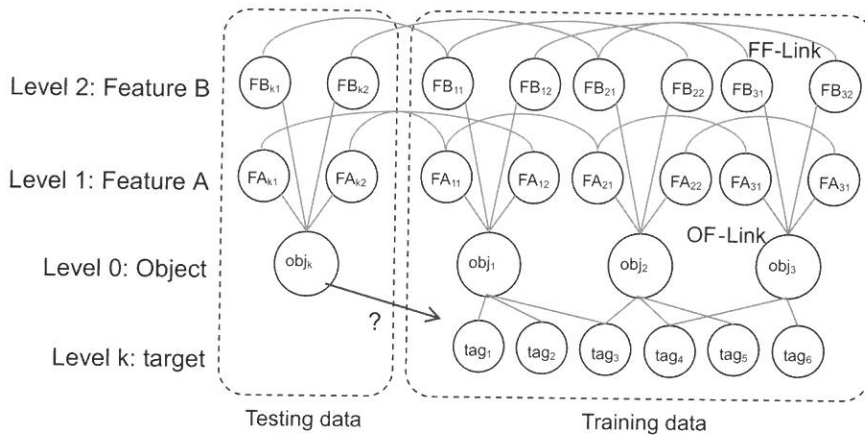 FF-Link
Level 2: Feature B FBk1 FBk2 FB11 FB12 FB21 FB22 FB31 FB32
Level 1: Feature A FAk1 FAk2 FA11 FA12 FA21 FA22 FA31 FA31
OF-Link
Level 0: Object objk obj1 obj2 obj3
?
Level k: target tag1 tag2 tag3 tag4 tag5 tag6
Testing data Training data